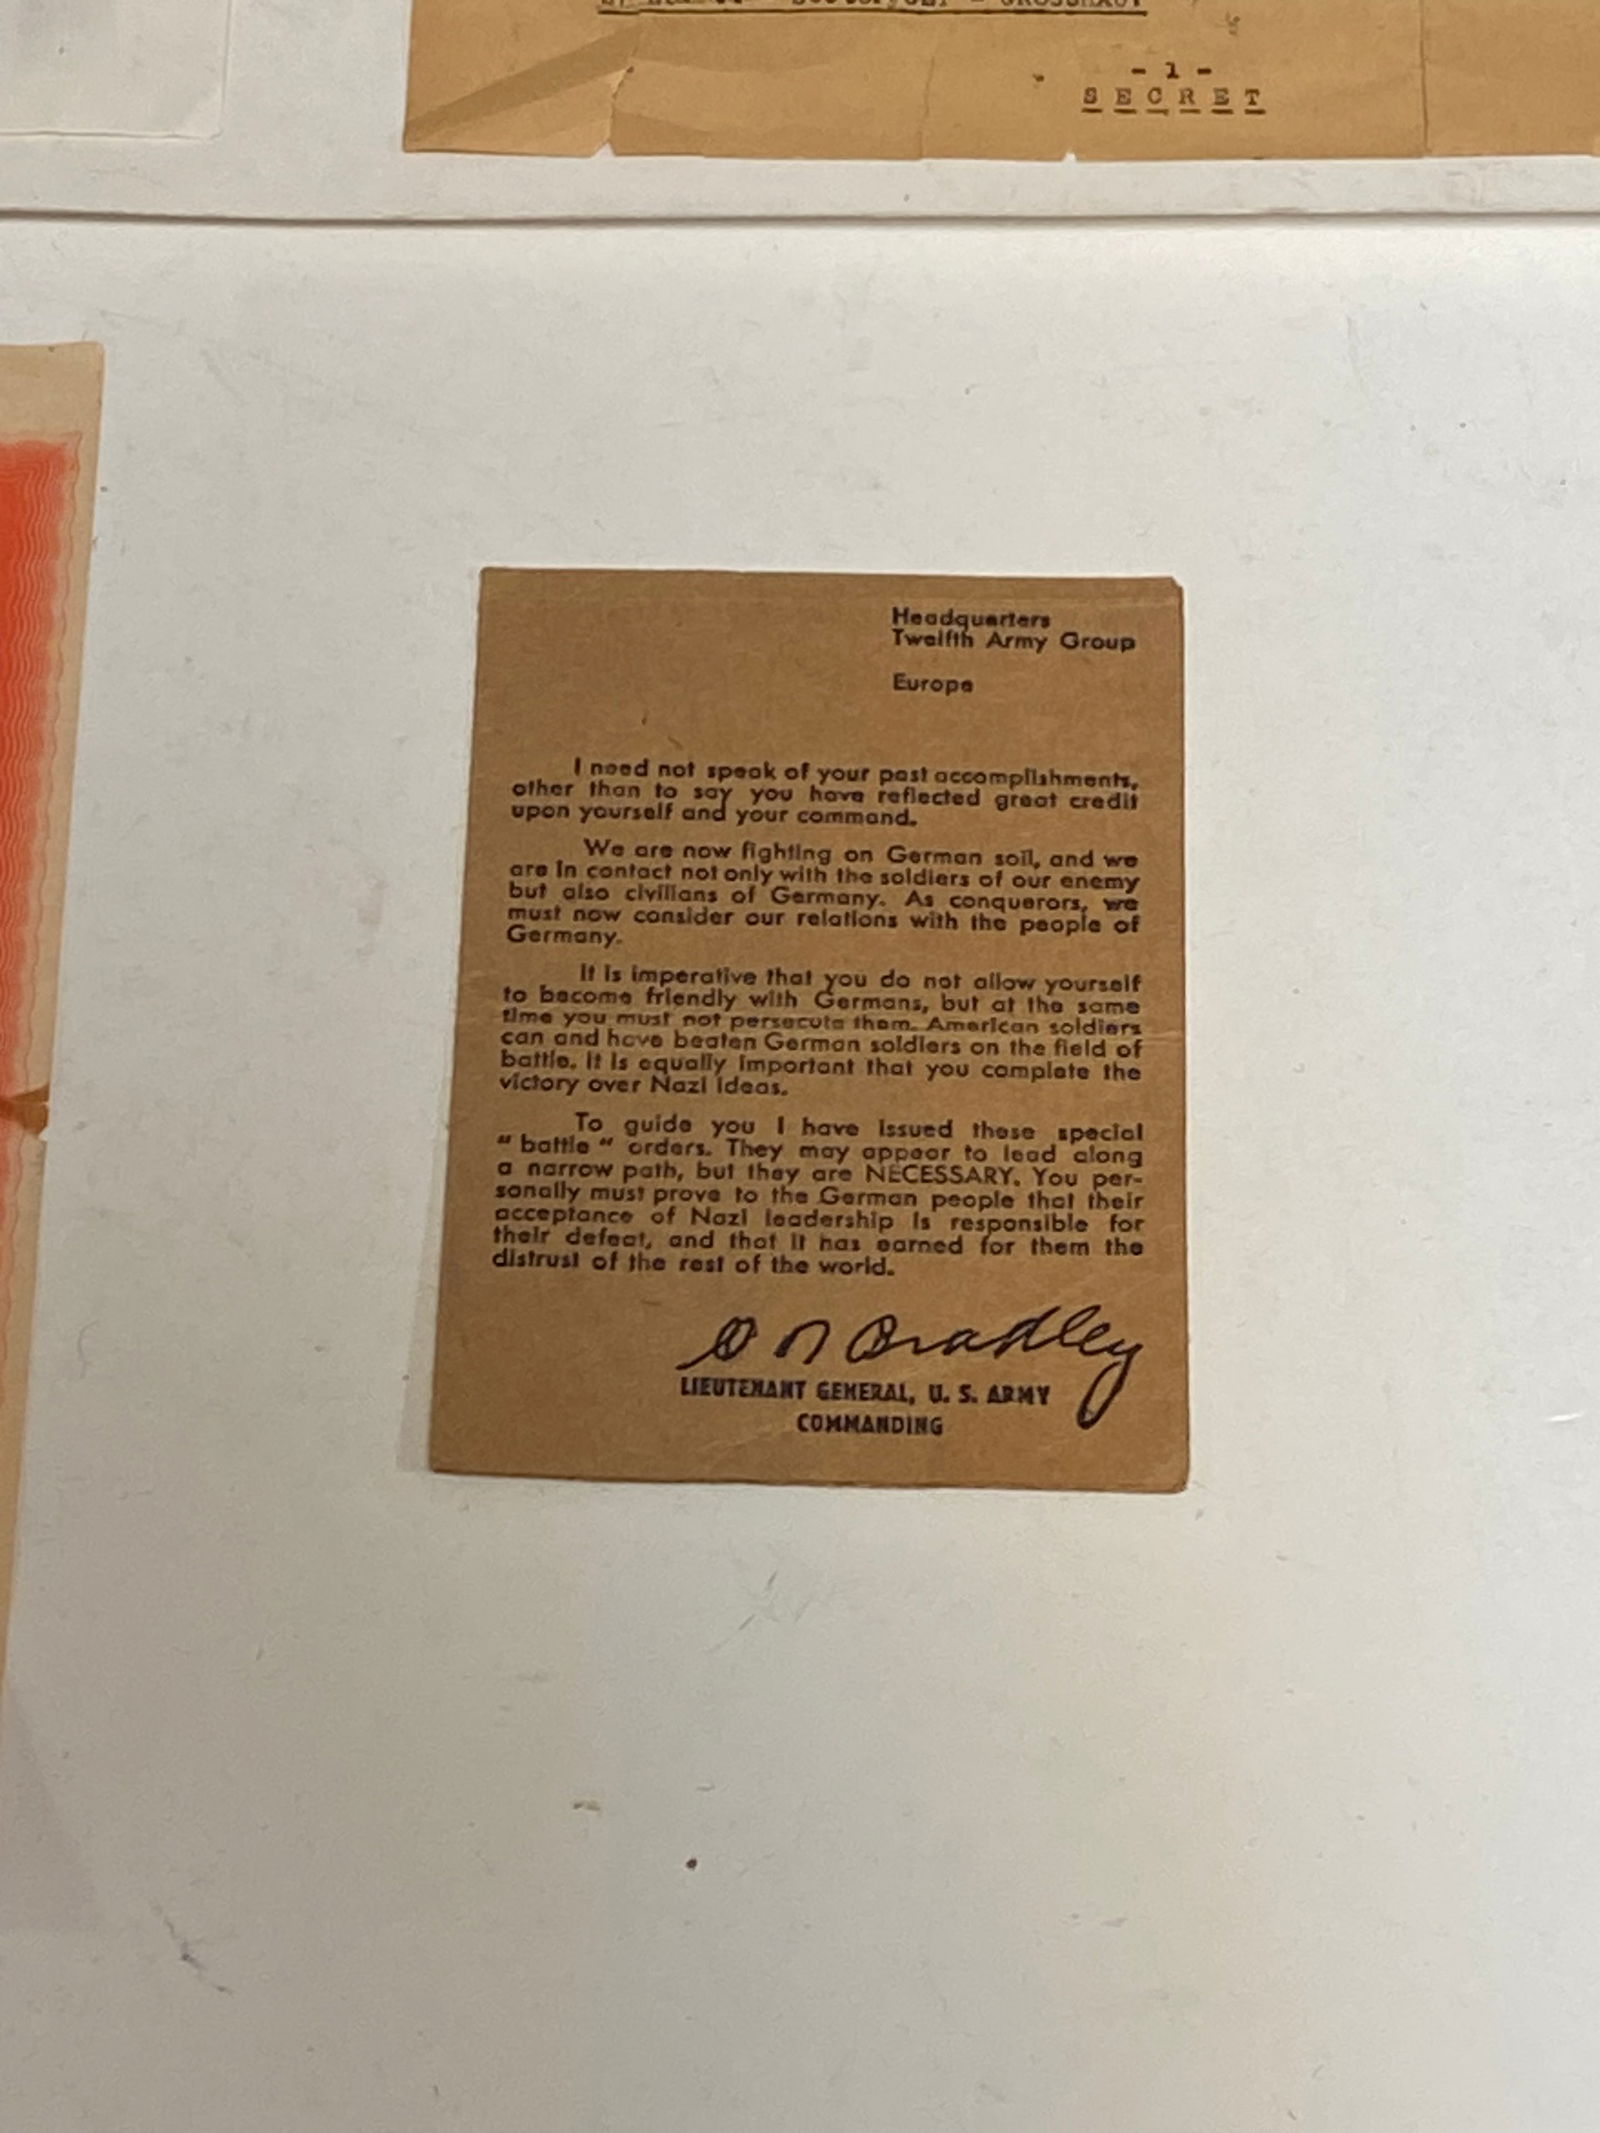 - 1 -
SECRET
Headquarters
Twelfth Army Group
Europe
I need not speak of your past accomplishments,
other than to say you have reflected great credit
upon yourself and your command.
We are now fighting on German soil, and we
are in contact not only with the soldiers of our enemy
but also civilians of Germany. As conquerors, we
must now consider our relations with the people of
Germany.
It is imperative that you do not allow yourself
to become friendly with Germans, but at the same
time you must not persecute them. American soldiers
can and have beaten German soldiers on the field of
battle. It is equally important that you complete the
victory over Nazi ideas.
To guide you I have issued these special
“ battle “ orders. They may appear to lead along
a narrow path, but they are NECESSARY. You per-
sonally must prove to the German people that their
acceptance of Nazi leadership is responsible for
their defeat, and that it has earned for them the
distrust of the rest of the world.
O N Bradley
LIEUTENANT GENERAL, U. S. ARMY
COMMANDING